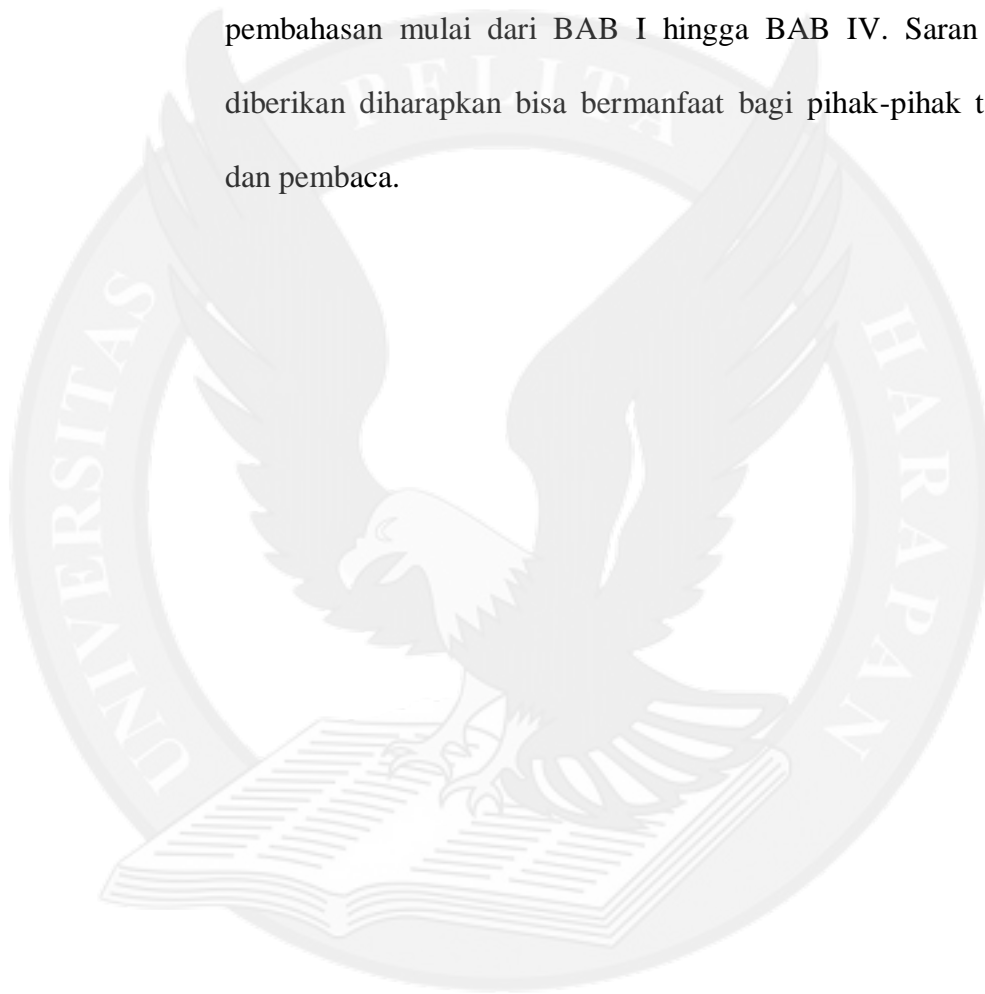 pembahasan mulai dari BAB I hingga BAB IV. Saran
diberikan diharapkan bisa bermanfaat bagi pihak-pihak t
dan pembaca.
UNIVERSITAS PELITA HARAPAN